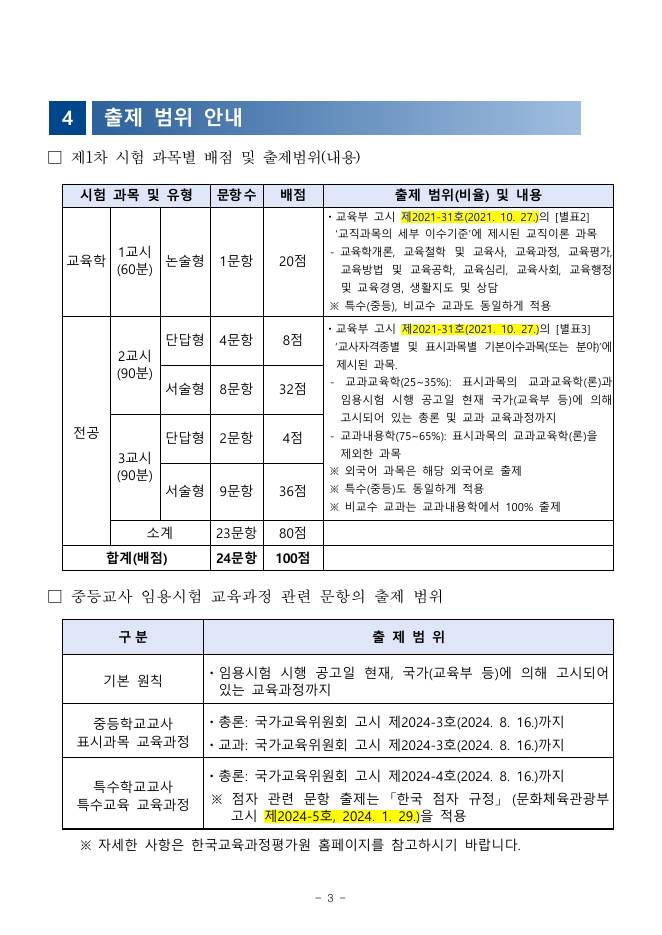 4 출제 범위 안내
□ 제1차 시험 과목별 배점 및 출제범위(내용)
시험 과목 및 유형 문항수 배점 출제 범위(비율) 및 내용
교육학 1교시 (60분) 논술형 1문항 20점
･교육부 고시 제2021-31호(2021. 10. 27.)의 [별표2]
'교직과목의 세부 이수기준'에 제시된 교직이론 과목
- 교육학개론, 교육철학 및 교육사, 교육과정, 교육평가,
교육방법 및 교육공학, 교육심리, 교육사회, 교육행정
및 교육경영, 생활지도 및 상담
※ 특수(중등), 비교수 교과도 동일하게 적용
전공
2교시 (90분)
단답형 4문항 8점
서술형 8문항 32점
3교시 (90분)
단답형 2문항 4점
서술형 9문항 36점
･교육부 고시 제2021-31호(2021. 10. 27.)의 [별표3]
'교사자격종별 및 표시과목별 기본이수과목(또는 분야)'에
제시된 과목.
- 교과교육학(25~35%): 표시과목의 교과교육학(론)과
임용시험 시행 공고일 현재 국가(교육부 등)에 의해
고시되어 있는 총론 및 교과 교육과정까지
- 교과내용학(75~65%): 표시과목의 교과교육학(론)을
제외한 과목
※ 외국어 과목은 해당 외국어로 출제
※ 특수(중등)도 동일하게 적용
※ 비교수 교과는 교과내용학에서 100% 출제
소계 23문항 80점
합계(배점) 24문항 100점
□ 중등교사 임용시험 교육과정 관련 문항의 출제 범위
구분 출 제 범 위
기본 원칙
･임용시험 시행 공고일 현재, 국가(교육부 등)에 의해 고시되어
있는 교육과정까지
중등학교교사
표시과목 교육과정
･총론: 국가교육위원회 고시 제2024-3호(2024. 8. 16.)까지
･교과: 국가교육위원회 고시 제2024-3호(2024. 8. 16.)까지
특수학교교사
특수교육 교육과정
･총론: 국가교육위원회 고시 제2024-4호(2024. 8. 16.)까지
※ 점자 관련 문항 출제는 「한국 점자 규정」 (문화체육관광부
고시 제2024-5호, 2024. 1. 29.)을 적용
※ 자세한 사항은 한국교육과정평가원 홈페이지를 참고하시기 바랍니다.
- 3 -